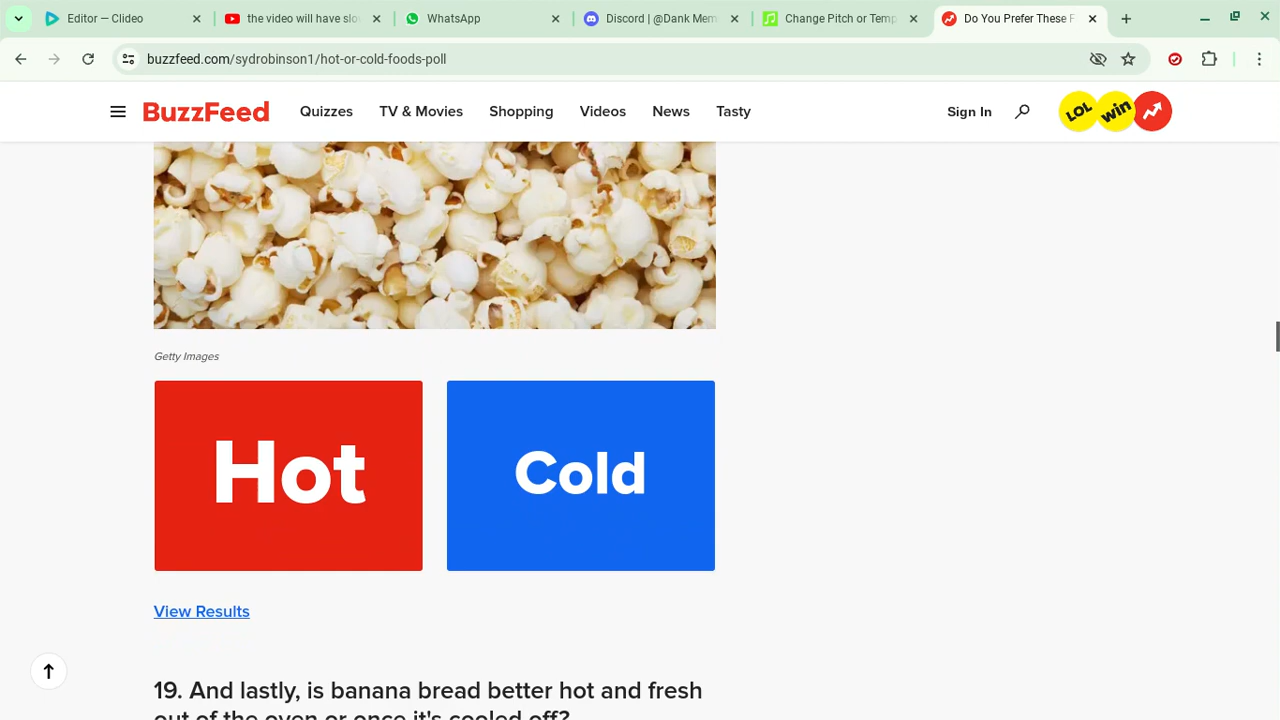 Editor — Clideo
the video will have slo
WhatsApp
Discord | @Dank Mem
Change Pitch or Temp
Do You Prefer These F
buzzfeed.com/sydrobinson1/hot-or-cold-foods-poll
BuzzFeed
Quizzes
TV & Movies
Shopping
Videos
News
Tasty
Sign In
LOL
win
Getty Images
Hot
Cold
View Results
19. And lastly, is banana bread better hot and fresh
out of the oven or once it's cooled off?